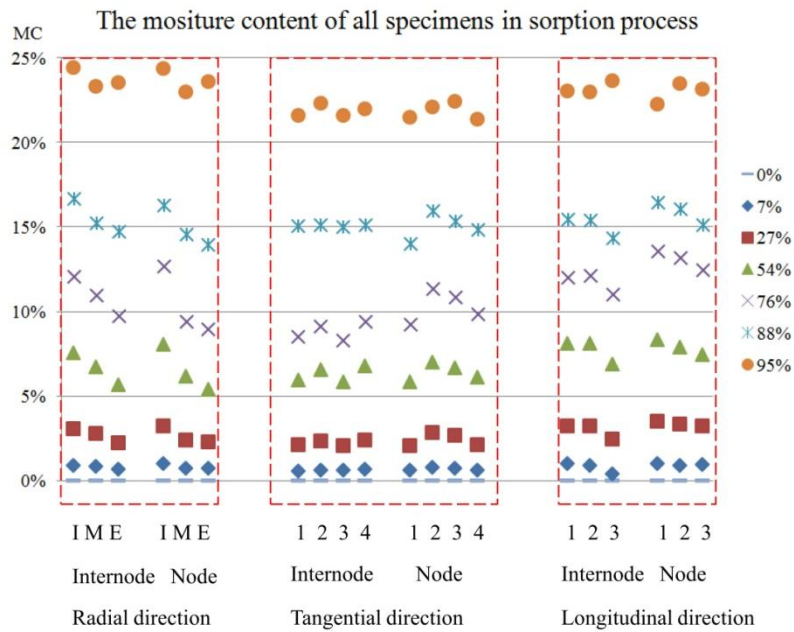 The mositure content of all specimens in sorption process
MC
25%
20%
15%
10%
5%
0%
0%
7%
27%
54%
76%
88%
95%
I M E I M E 1 2 3 4 1 2 3 4 1 2 3 1 2 3
Internode Node Internode Node Internode Node
Radial direction Tangential direction Longitudinal direction